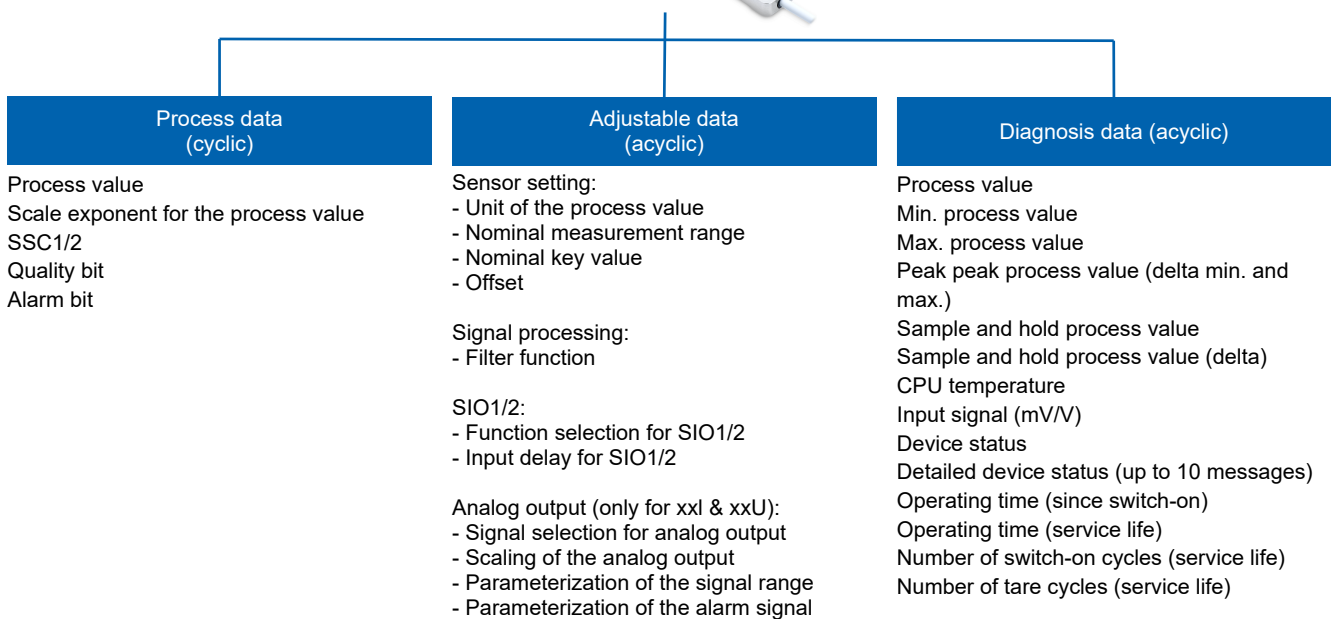 Process data
(cyclic)
Process value
Scale exponent for the process value
SSC1/2
Quality bit
Alarm bit
Adjustable data
(acyclic)
Sensor setting:
- Unit of the process value
- Nominal measurement range
- Nominal key value
- Offset
Signal processing:
- Filter function
SIO1/2:
- Function selection for SIO1/2
- Input delay for SIO1/2
Analog output (only for xxI & xxU):
- Signal selection for analog output
- Scaling of the analog output
- Parameterization of the signal range
- Parameterization of the alarm signal
Diagnosis data (acyclic)
Process value
Min. process value
Max. process value
Peak peak process value (delta min. and
max.)
Sample and hold process value
Sample and hold process value (delta)
CPU temperature
Input signal (mV/V)
Device status
Detailed device status (up to 10 messages)
Operating time (since switch-on)
Operating time (service life)
Number of switch-on cycles (service life)
Number of tare cycles (service life)